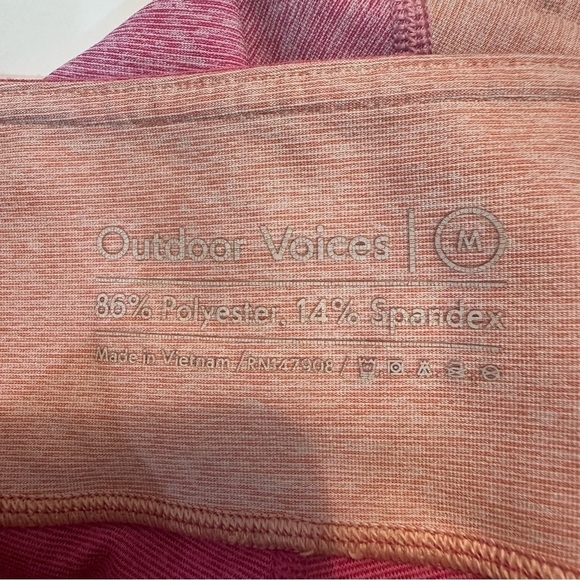 Outdoor Voices | M
86% Polyester, 14% Spandex
Made in Vietnam /RN147908/